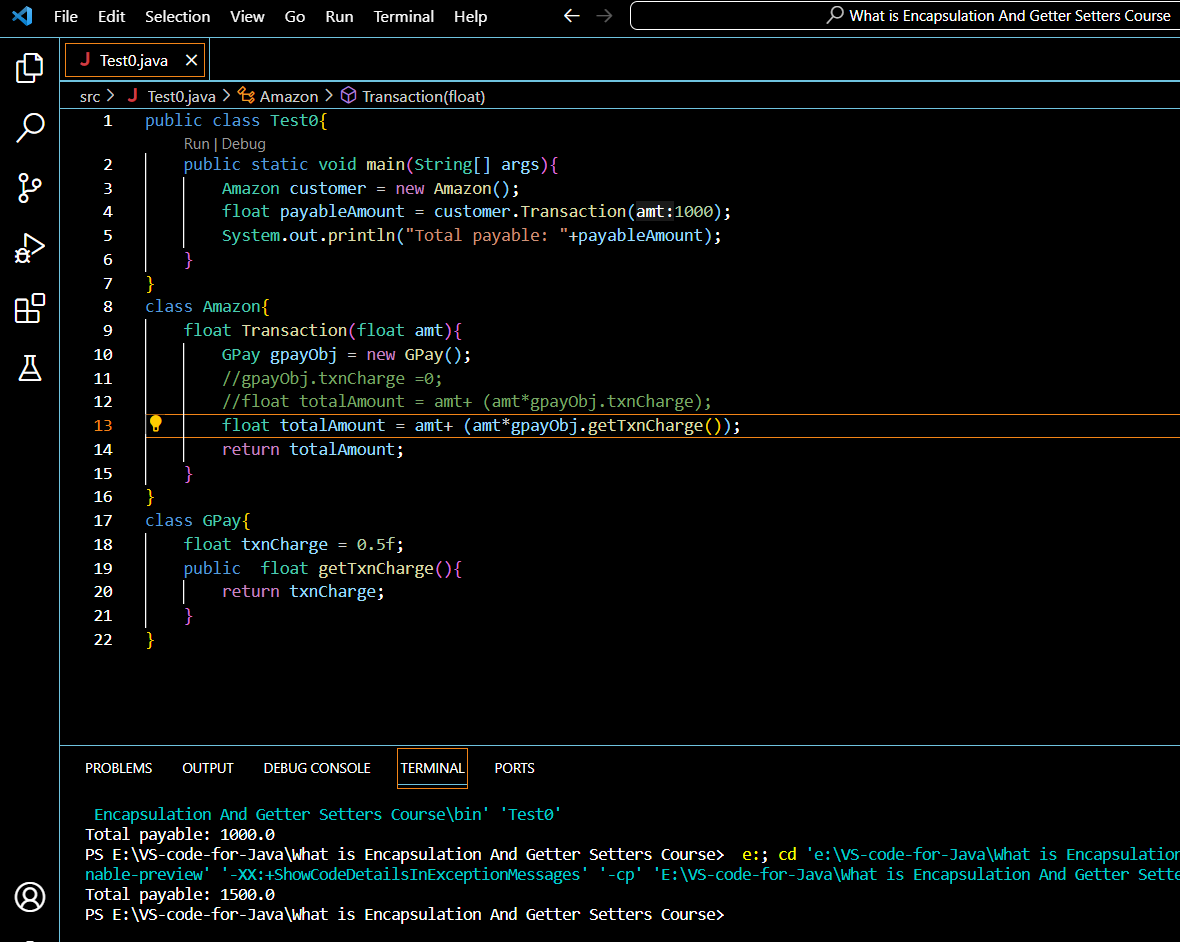 File Edit Selection View Go Run Terminal Help What is Encapsulation And Getter Setters Course
J Test0.java
src > J Test0.java > Amazon > Transaction(float)
1 public class Test0{
Run | Debug
2 public static void main(String[] args){
3 Amazon customer = new Amazon();
4 float payableAmount = customer.Transaction(amt:1000);
5 System.out.println("Total payable: "+payableAmount);
6 }
7 }
8 class Amazon{
9 float Transaction(float amt){
10 GPay gpayObj = new GPay();
11 //gpayObj.txnCharge =0;
12 //float totalAmount = amt+ (amt*gpayObj.txnCharge);
13 float totalAmount = amt+ (amt*gpayObj.getTxnCharge());
14 return totalAmount;
15 }
16 }
17 class GPay{
18 float txnCharge = 0.5f;
19 public  float getTxnCharge(){
20 return txnCharge;
21 }
22 }
PROBLEMS OUTPUT DEBUG CONSOLE TERMINAL PORTS
Encapsulation And Getter Setters Course\bin' 'Test0'
Total payable: 1000.0
PS E:\VS-code-for-Java\What is Encapsulation And Getter Setters Course>  e:; cd 'e:\VS-code-for-Java\What is Encapsulation
nable-preview' '-XX:+ShowCodeDetailsInExceptionMessages' '-cp' 'E:\VS-code-for-Java\What is Encapsulation And Getter Sette
Total payable: 1500.0
PS E:\VS-code-for-Java\What is Encapsulation And Getter Setters Course>